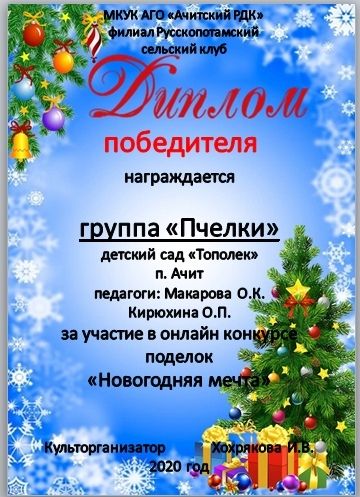 МКУК АГО «Ачитский РДК»
филиал Русскопотамский
сельский клуб
Диплом
победителя
награждается
группа «Пчелки»
детский сад «Тополек»
п. Ачит
педагоги: Макарова О.К.
Кирюхина О.П.
за участие в онлайн конкурсе
поделок
«Новогодняя мечта»
Культорганизатор Хохрякова И.В.
2020 год